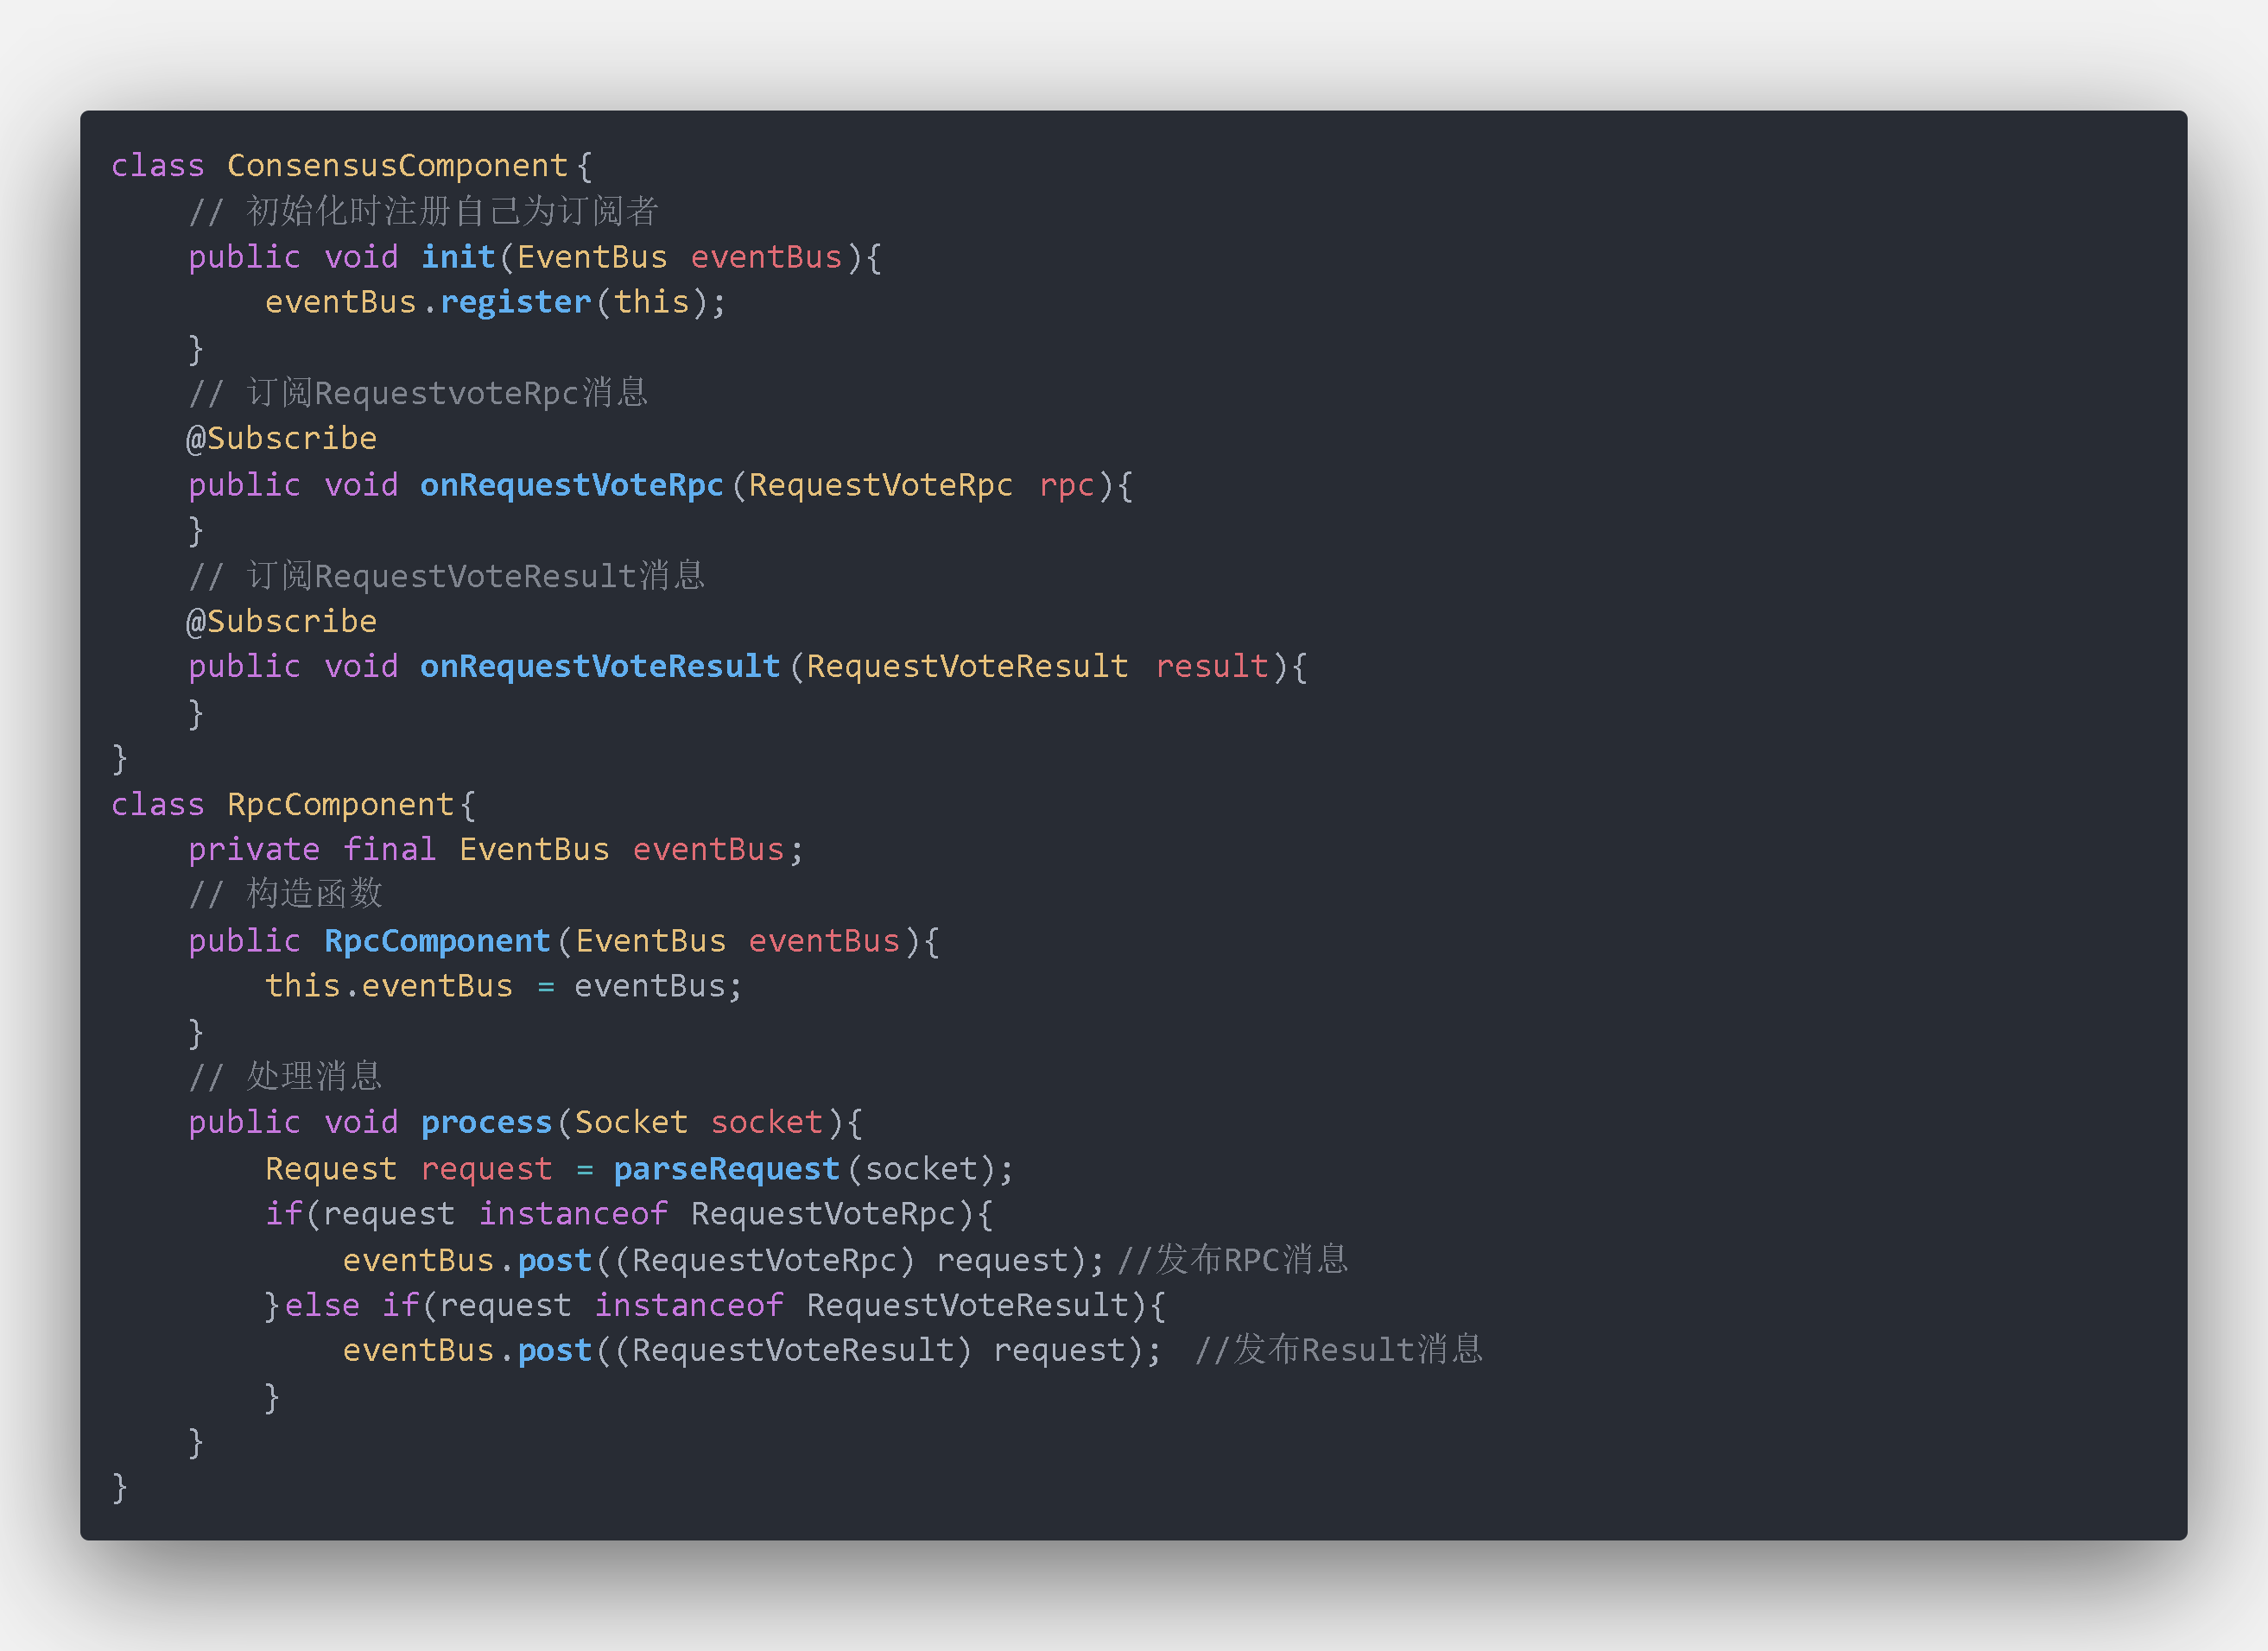 class ConsensusComponent{
    // 初始化时注册自己为订阅者
    public void init(EventBus eventBus){
        eventBus.register(this);
    }
    // 订阅RequestvoteRpc消息
    @Subscribe
    public void onRequestVoteRpc(RequestVoteRpc rpc){
    }
    // 订阅RequestVoteResult消息
    @Subscribe
    public void onRequestVoteResult(RequestVoteResult result){
    }
}
class RpcComponent{
    private final EventBus eventBus;
    // 构造函数
    public RpcComponent(EventBus eventBus){
        this.eventBus = eventBus;
    }
    // 处理消息
    public void process(Socket socket){
        Request request = parseRequest(socket);
        if(request instanceof RequestVoteRpc){
            eventBus.post((RequestVoteRpc) request); //发布RPC消息
        }else if(request instanceof RequestVoteResult){
            eventBus.post((RequestVoteResult) request);  //发布Result消息
        }
    }
}